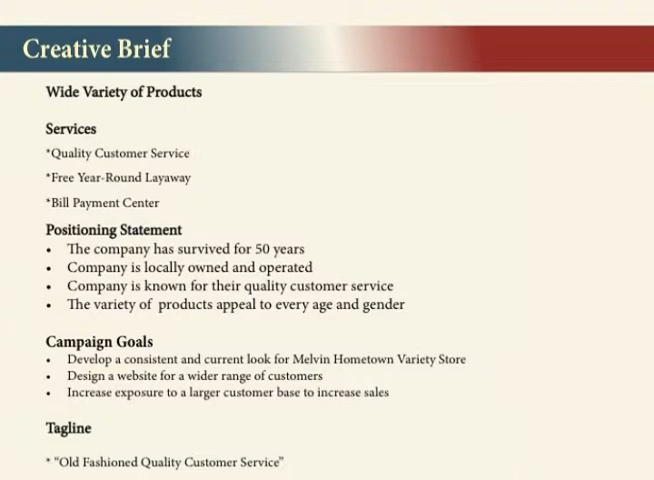 Creative Brief
Wide Variety of Products
Services
*Quality Customer Service
*Free Year-Round Layaway
*Bill Payment Center
Positioning Statement
• The company has survived for 50 years
• Company is locally owned and operated
• Company is known for their quality customer service
• The variety of products appeal to every age and gender
Campaign Goals
• Develop a consistent and current look for Melvin Hometown Variety Store
• Design a website for a wider range of customers
• Increase exposure to a larger customer base to increase sales
Tagline
* “Old Fashioned Quality Customer Service”